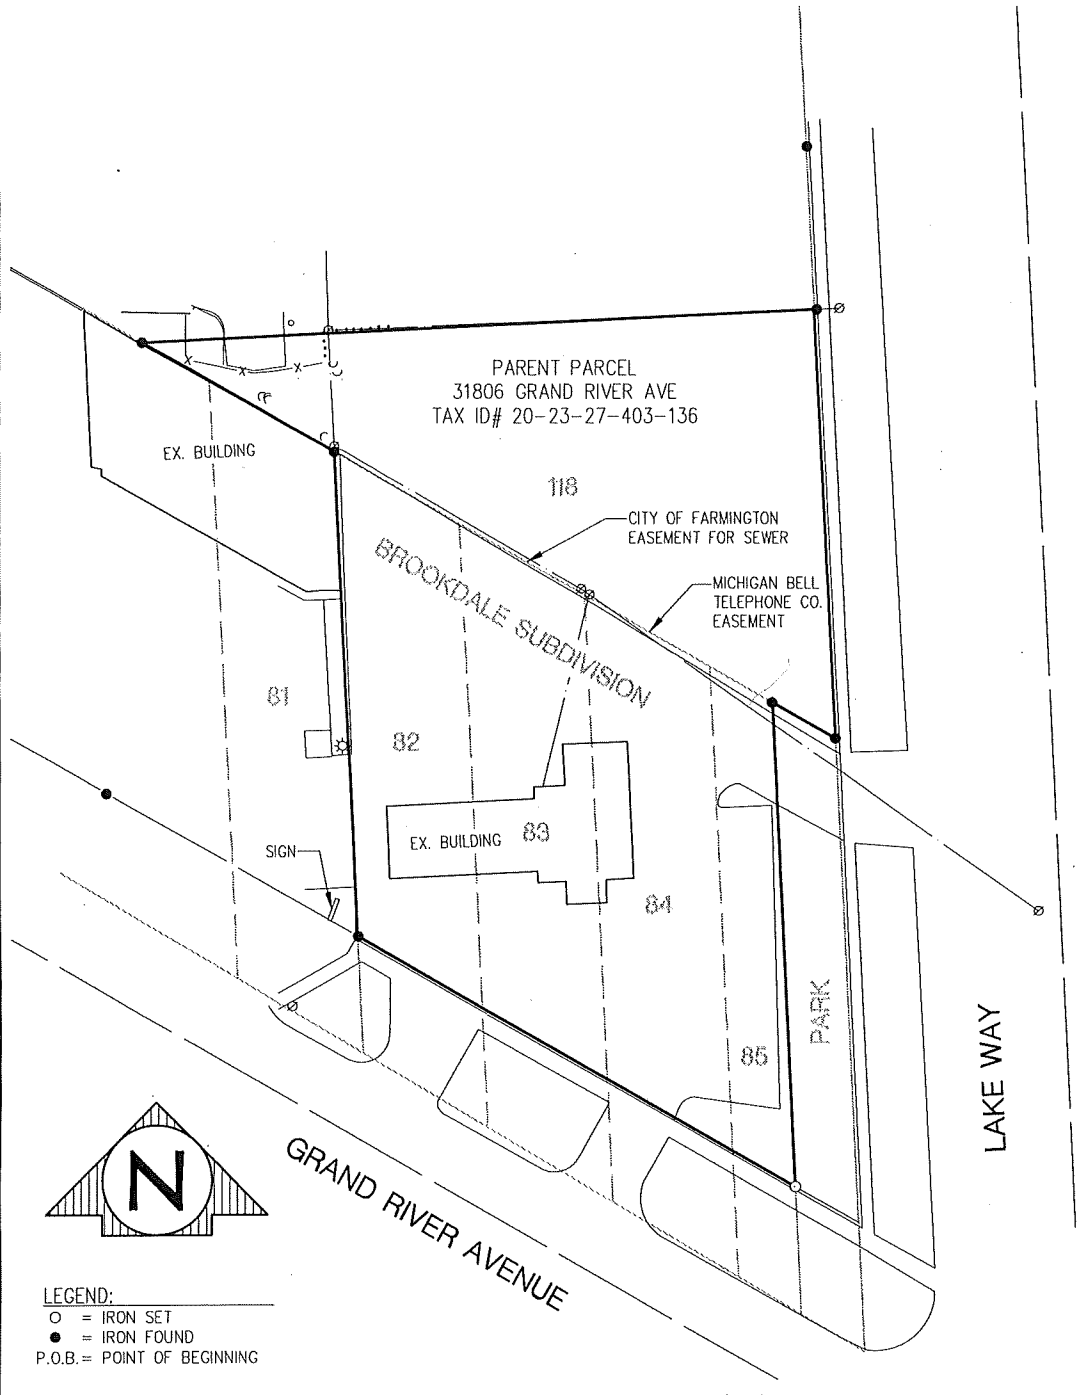 PARENT PARCEL
31806 GRAND RIVER AVE
TAX ID# 20-23-27-403-136
EX. BUILDING
118
CITY OF FARMINGTON
EASEMENT FOR SEWER
BROOKDALE SUBDIVISION
MICHIGAN BELL
TELEPHONE CO.
EASEMENT
81
82
EX. BUILDING
83
SIGN
84
PARK
85
LAKE WAY
GRAND RIVER AVENUE
N
LEGEND:
○ = IRON SET
● = IRON FOUND
P.O.B.= POINT OF BEGINNING